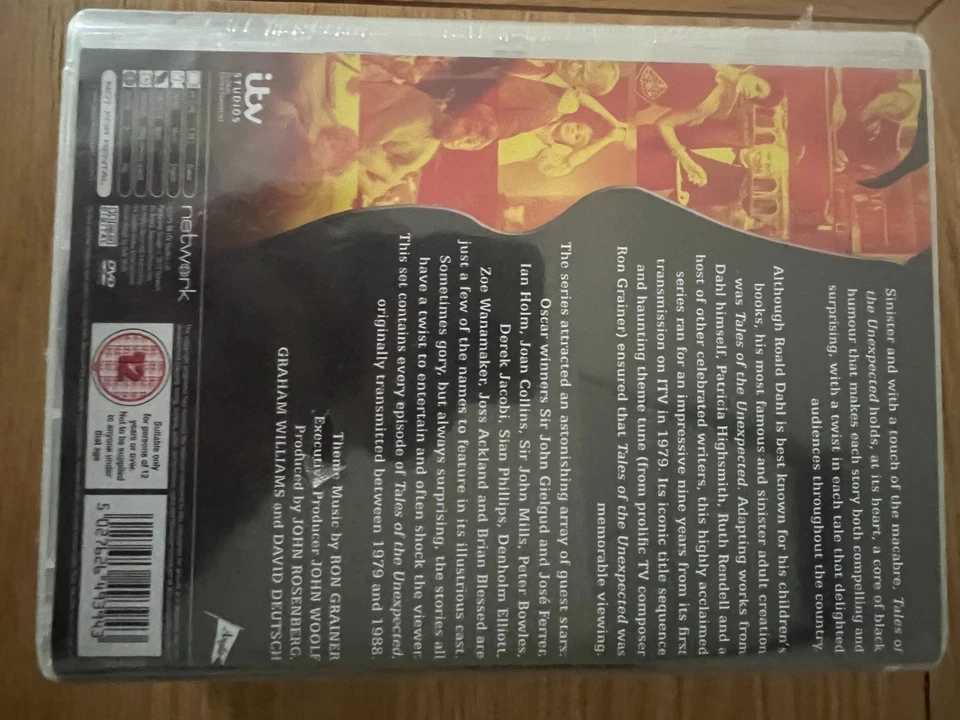 Sinister and with a touch of the macabre, Tales of
the Unexpected holds, at its heart, a core of black
humour that makes each story both compelling and
surprising, with a twist in each tale that delighted
audiences throughout the country.
Although Roald Dahl is best known for his children's
books, his most famous and sinister adult creation
was Tales of the Unexpected. Adapting works from
Dahl himself, Patricia Highsmith, Ruth Rendell and a
host of other celebrated writers, this highly acclaimed
series ran for an impressive nine years from its first
transmission on ITV in 1979. Its iconic title sequence
and haunting theme tune (from prolific TV composer
Ron Grainer) ensured that Tales of the Unexpected was
memorable viewing.
The series attracted an astonishing array of guest stars:
Oscar winners Sir John Gielgud and José Ferrer,
Ian Holm, Joan Collins, Sir John Mills, Peter Bowles,
Derek Jacobi, Sian Phillips, Denholm Elliott,
Zoe Wanamaker, Joss Ackland and Brian Blessed are
just a few of the names to feature in its illustrious cast.
Sometimes gory, but always surprising, the stories all
have a twist to entertain and often shock the viewer.
This set contains every episode of Tales of the Unexpected,
originally transmitted between 1979 and 1988.
Theme Music by RON GRAINER
Executive Producer JOHN WOOLF
Produced by JOHN ROSENBERG,
GRAHAM WILLIAMS and DAVID DEUTSCH
itv
STUDIOS
network
NOT FOR RENTAL
DVD
12
Suitable only
for persons of 12
years or over.
Not to be supplied
to anyone under
that age
Anglia
5 027626 441943